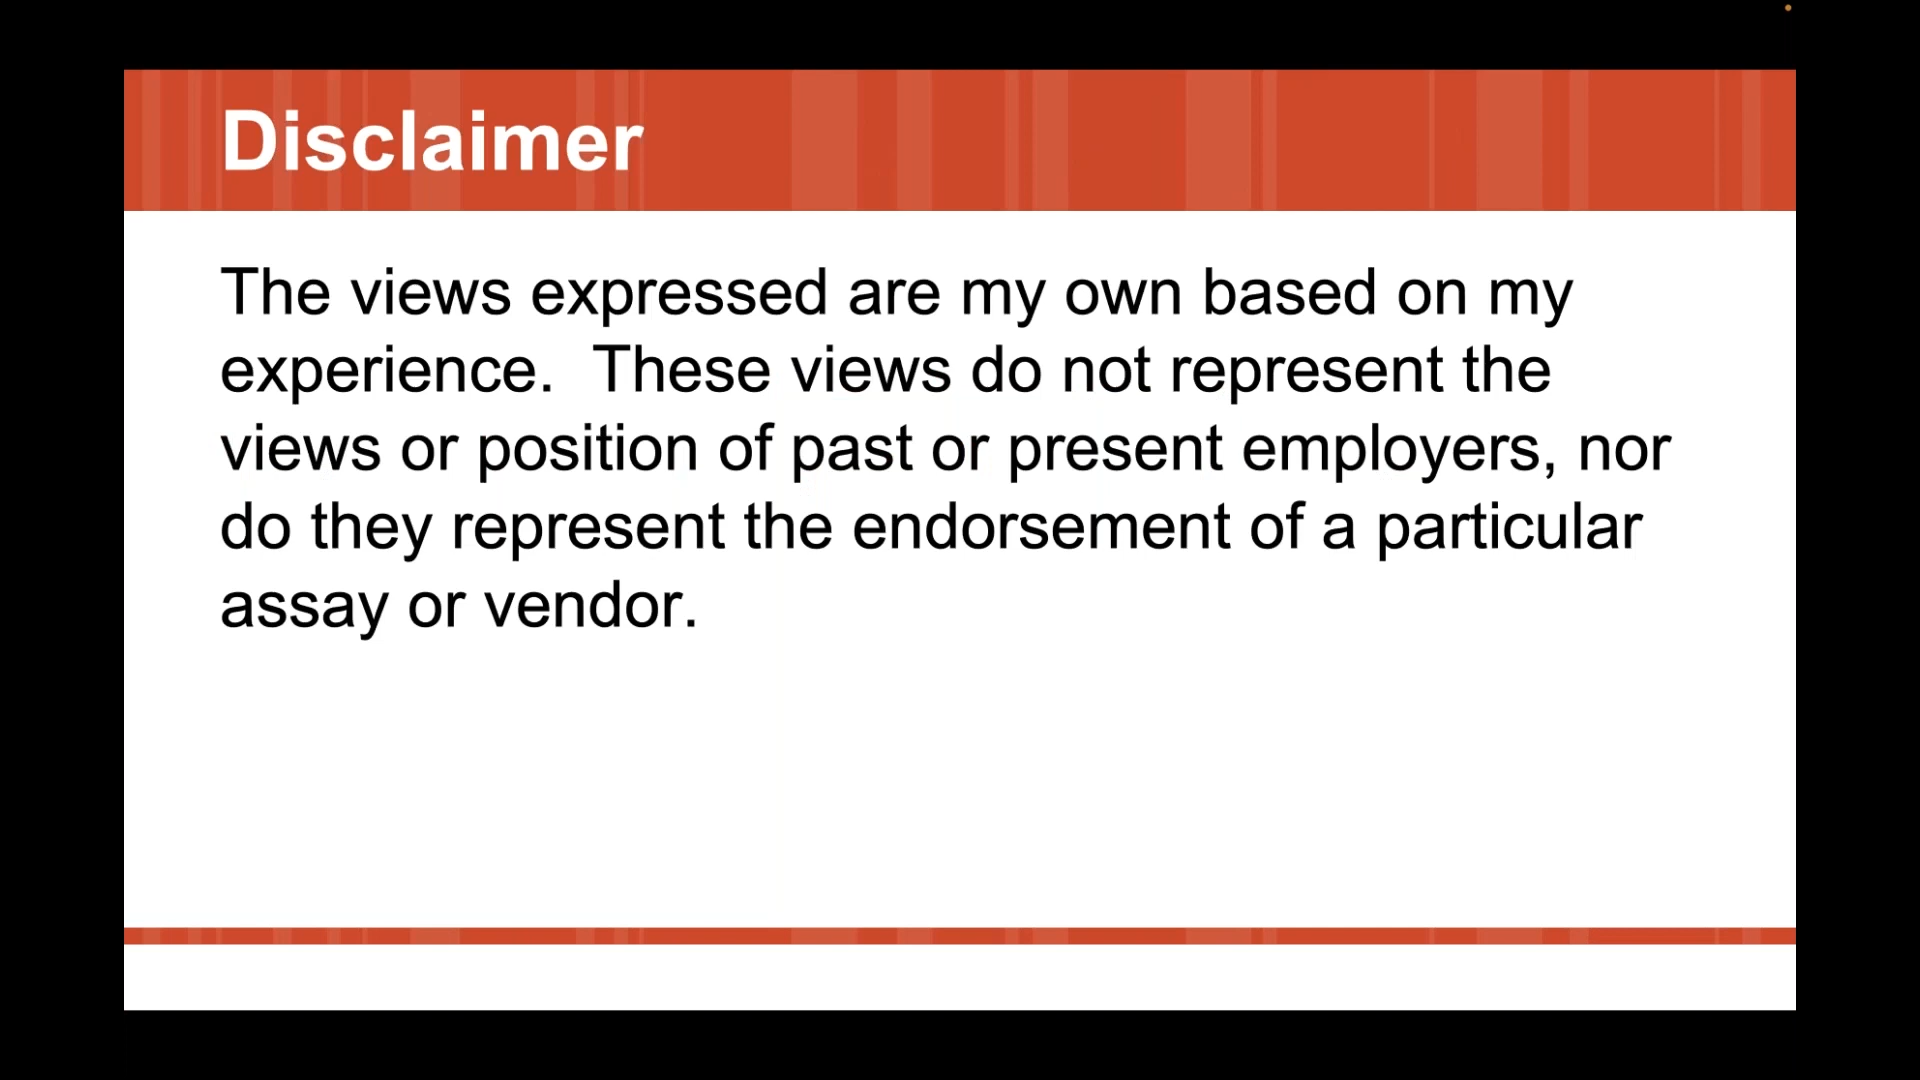 Disclaimer
The views expressed are my own based on my
experience.  These views do not represent the
views or position of past or present employers, nor
do they represent the endorsement of a particular
assay or vendor.